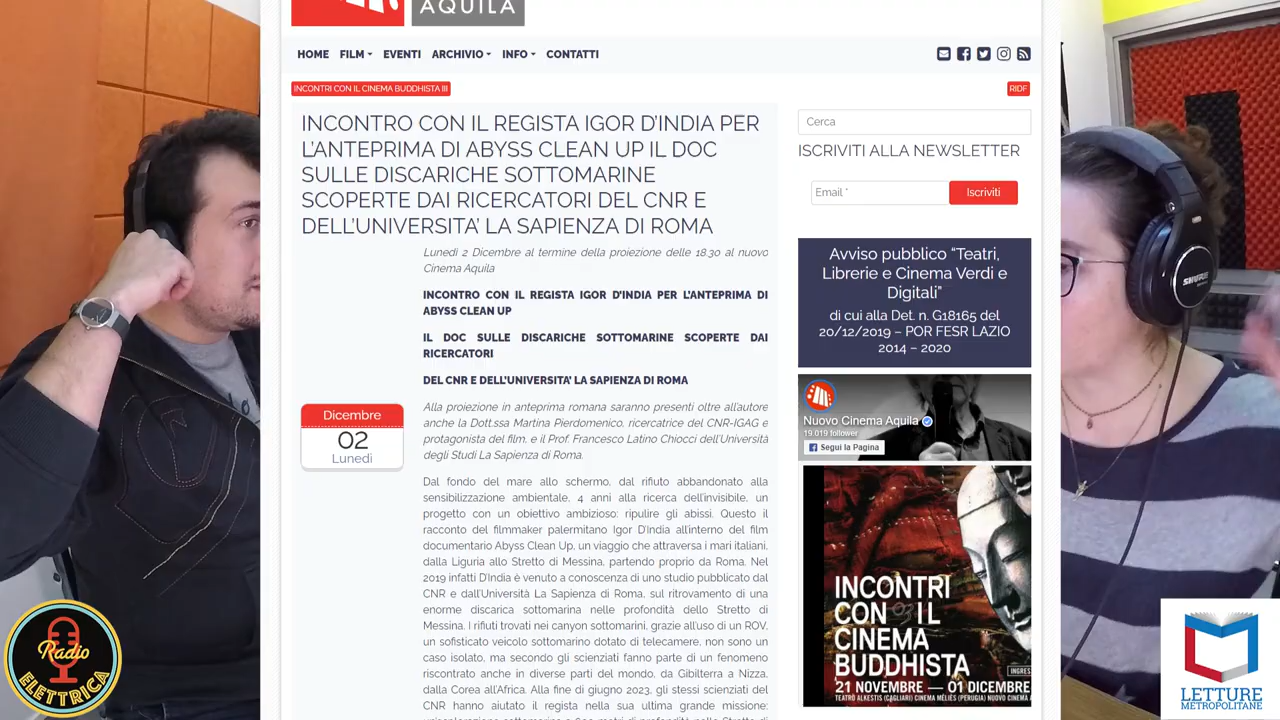 AQUILA
HOME FILM EVENTI ARCHIVIO INFO CONTATTI
INCONTRI CON IL CINEMA BUDDHISTA III
RIDF
INCONTRO CON IL REGISTA IGOR D'INDIA PER
L'ANTEPRIMA DI ABYSS CLEAN UP IL DOC
SULLE DISCARICHE SOTTOMARINE
SCOPERTE DAI RICERCATORI DEL CNR E
DELL'UNIVERSITA' LA SAPIENZA DI ROMA
Lunedi 2 Dicembre al termine della proiezione delle 18.30 al nuovo
Cinema Aquila
INCONTRO CON IL REGISTA IGOR D'INDIA PER L'ANTEPRIMA DI
ABYSS CLEAN UP
IL DOC SULLE DISCARICHE SOTTOMARINE SCOPERTE DAI
RICERCATORI
DEL CNR E DELL'UNIVERSITA' LA SAPIENZA DI ROMA
Dicembre
02
Lunedi
Alla proiezione in anteprima romana saranno presenti oltre all'autore
anche la Dott.ssa Martina Pierdomenico, ricercatrice del CNR-IGAG e
protagonista del film, e il Prof. Francesco Latino Chiocci dell'Università
degli Studi La Sapienza di Roma.
Dal fondo del mare allo schermo, dal rifiuto abbandonato alla
sensibilizzazione ambientale, 4 anni alla ricerca dell'invisibile, un
progetto con un obiettivo ambizioso: ripulire gli abissi. Questo il
racconto del filmmaker palermitano Igor D'India all'interno del film
documentario Abyss Clean Up, un viaggio che attraversa i mari italiani,
dalla Liguria allo Stretto di Messina, partendo proprio da Roma. Nel
2019 infatti D'India è venuto a conoscenza di uno studio pubblicato dal
CNR e dall'Università La Sapienza di Roma, sul ritrovamento di una
enorme discarica sottomarina nelle profondità dello Stretto di
Messina. I rifiuti trovati nei canyon sottomarini, grazie all'uso di un ROV,
un sofisticato veicolo sottomarino dotato di telecamere, non sono un
caso isolato, ma secondo gli scienziati fanno parte di un fenomeno
riscontrato anche in diverse parti del mondo, da Gibilterra a Nizza,
dalla Corea all'Africa. Alla fine di giugno 2023, gli stessi scienziati del
CNR hanno aiutato il regista nella sua ultima grande missione:
Cerca
ISCRIVITI ALLA NEWSLETTER
Email *
Iscriviti
Avviso pubblico "Teatri,
Librerie e Cinema Verdi e
Digitali"
di cui alla Det. n. G18165 del
20/12/2019 – POR FESR LAZIO
2014 – 2020
Nuovo Cinema Aquila
19 019 follower
Segui la Pagina
INCONTRI
CON IL
CINEMA
BUDDHISTA
INGRES
21 NOVEMBRE — 01 DICEMBRE
TEATRO ALKESTIS (CAGLIARI) CINEMA MÉLIÈS (PERUGIA) NUOVO CINEMA
SHURE
Radio
ELETTRICA
LETTURE
METROPOLITANE